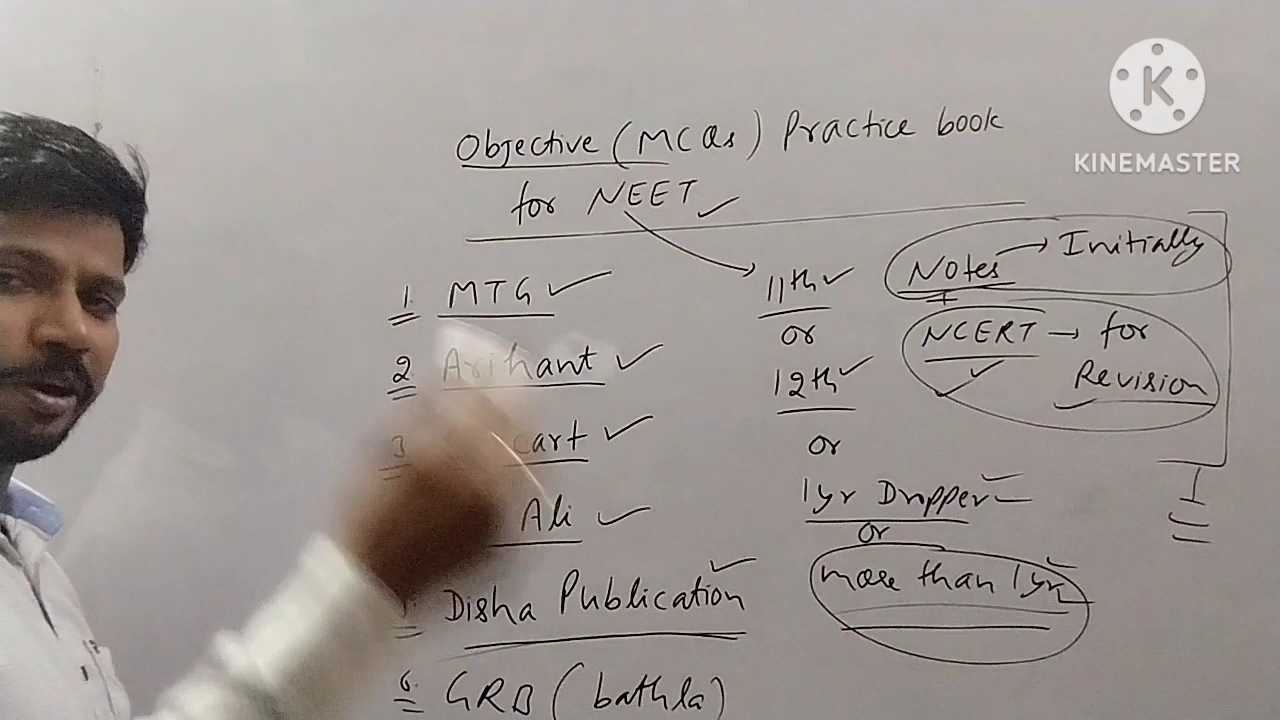 KINEMASTER
Objective (MCQs) Practice book
for NEET
1. MTG
2 Arihant
3 cart
Ali
Disha Publication
6. GRB (bathla)
11th
or
12th
or
1yr Dropper
or
more than 1yr
Notes → Initially
+
NCERT → for
Revision